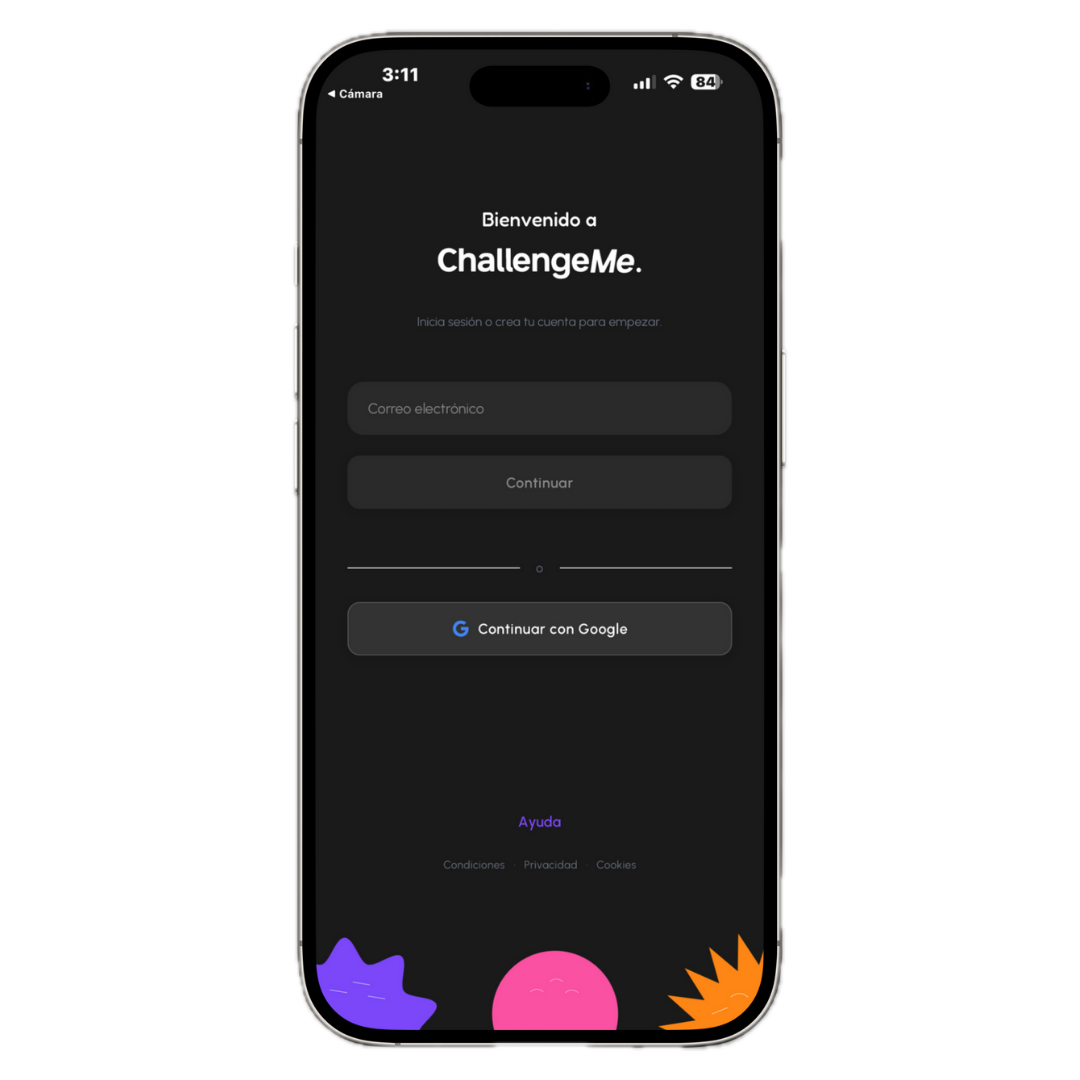 3:11
84
◀ Cámara
Bienvenido a
ChallengeMe.
Inicia sesión o crea tu cuenta para empezar.
Correo electrónico
Continuar
o
G Continuar con Google
Ayuda
Condiciones · Privacidad · Cookies